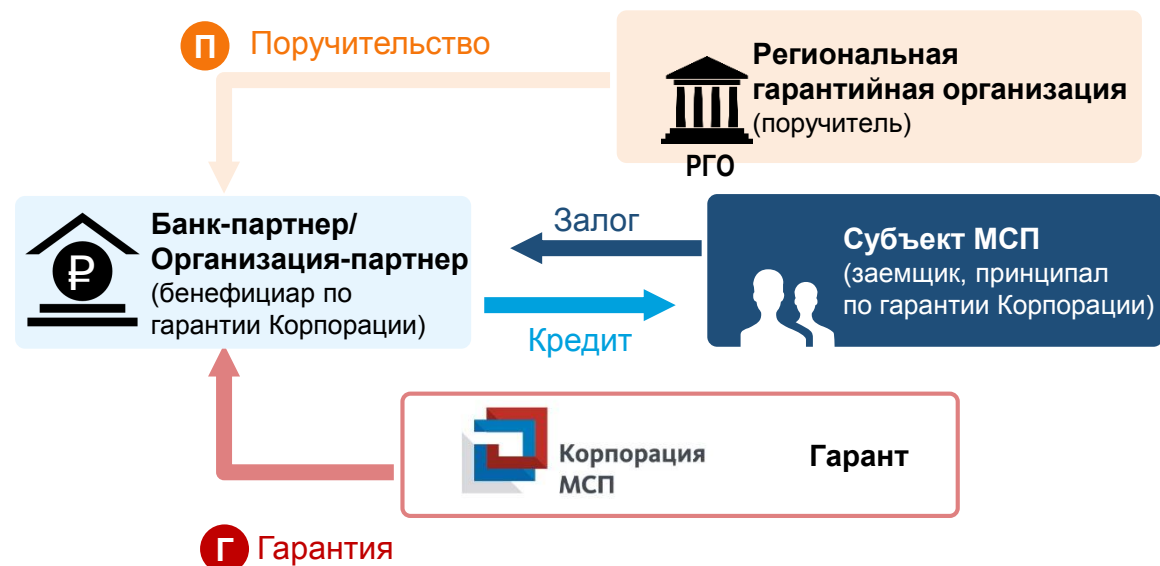 П Поручительство
Региональная
гарантийная организация
(поручитель)
РГО
Банк-партнер/
Организация-партнер
(бенефициар по
гарантии Корпорации)
₽
Залог
Кредит
Субъект МСП
(заемщик, принципал
по гарантии Корпорации)
Корпорация
МСП
Гарант
Г Гарантия